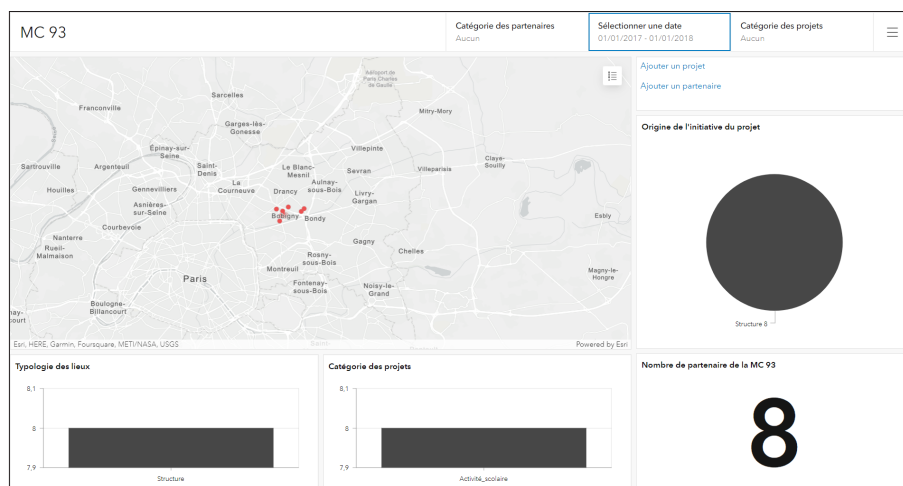 MC 93
Catégorie des partenaires
Aucun
Sélectionner une date
01/01/2017 - 01/01/2018
Catégorie des projets
Aucun
Aéroport de
Paris Charles
de Gaulle
Sarcelles
Franconville
Mitry-Mory
Garges-lès-
Gonesse
Épinay-sur-
Seine
Villepinte
Claye-
Souilly
Sartrouville
Argenteuil
Saint-
Denis
Le Blanc-
Mesnil
Sevran
Villeparisis
Houilles
Gennevilliers
La
Courneuve
Drancy
Aulnay-
sous-Bois
Livry-
Gargan
Asnières-
sur-Seine
Bobigny
Bondy
Esbly
Courbevoie
Nanterre
Gagny
Rueil-
Malmaison
Rosny-
sous-Bois
Chelles
Montreuil
Magny-le-
Hongre
Paris
Fontenay-
sous-Bois
Noisy-le-
Grand
Boulogne-
Billancourt
Esri, HERE, Garmin, Foursquare, METI/NASA, USGS
Powered by Esri
Ajouter un projet
Ajouter un partenaire
Origine de l'initiative du projet
Structure 8
Typologie des lieux
8,1
8
7,9
Structure
Catégorie des projets
8,1
8
7,9
Activité_scolaire
Nombre de partenaire de la MC 93
8